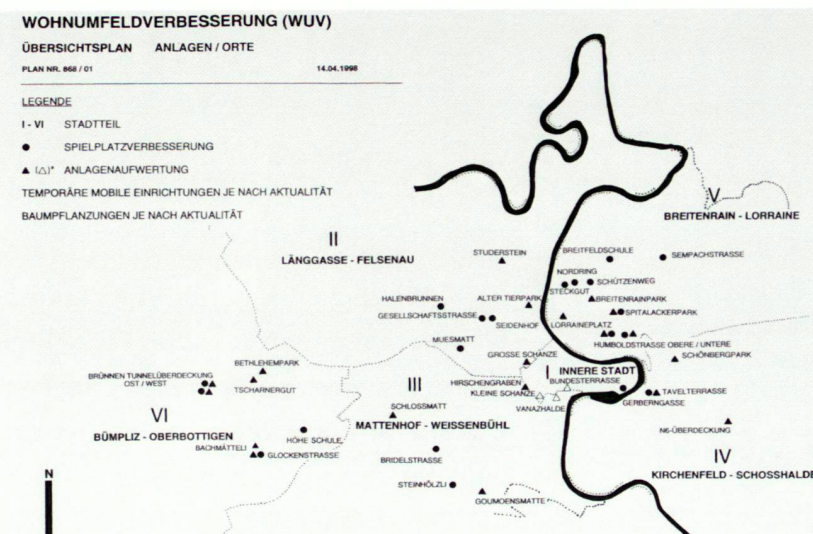 WOHNUMFELDVERBESSERUNG (WUV)
ÜBERSICHTSPLAN ANLAGEN / ORTE
PLAN NR. 868 / 01 14.04.1998
LEGENDE
I - VI STADTTEIL
● SPIELPLATZVERBESSERUNG
▲ (△)* ANLAGENAUFWERTUNG
TEMPORÄRE MOBILE EINRICHTUNGEN JE NACH AKTUALITÄT
BAUMPFLANZUNGEN JE NACH AKTUALITÄT
V
BREITENRAIN - LORRAINE
II
LÄNGGASSE - FELSENAU
STUDERSTEIN
BREITFELDSCHULE
SEMPACHSTRASSE
NORDRING
SCHÜTZENWEG
STECKGUT
HALENBRUNNEN
ALTER TIERPARK
BREITENRAINPARK
GESELLSCHAFTSSTRASSE
SEIDENHOF
SPITALACKERPARK
LORRAINEPLATZ
HUMBOLDSTRASSE OBERE / UNTERE
MUESMATT
GROSSE SCHANZE
SCHÖNBERGPARK
BETHLEHEMPARK
BRÜNNEN TUNNELÜBERDECKUNG
OST / WEST
TSCHARNERGUT
III
I INNERE STADT
HIRSCHENGRABEN
BUNDESTERRASSE
KLEINE SCHANZE
TAVELTERRASSE
GERBERNGASSE
VANAZHALDE
SCHLOSSMATT
MATTENHOF - WEISSENBÜHL
VI
BÜMPLIZ - OBERBOTTIGEN
HÖHE SCHULE
BACHMÄTTELI
GLOCKENSTRASSE
N6-ÜBERDECKUNG
IV
KIRCHENFELD - SCHOSSHALDE
BRIDELSTRASSE
STEINHÖLZLI
GOUMOENSMATTE
N